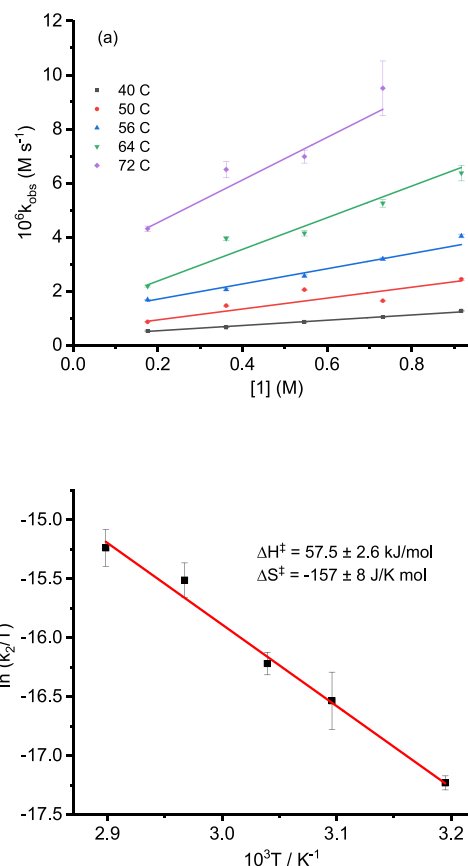 (a)
40 C
50 C
56 C
64 C
72 C
10⁶k_obs (M s⁻¹)
12
10
8
6
4
2
0
0.0 0.2 0.4 0.6 0.8
[1] (M)
ΔH‡ = 57.5 ± 2.6 kJ/mol
ΔS‡ = -157 ± 8 J/K mol
ln (k₂/T)
-15.0
-15.5
-16.0
-16.5
-17.0
-17.5
2.9 3.0 3.1 3.2
10³T / K⁻¹